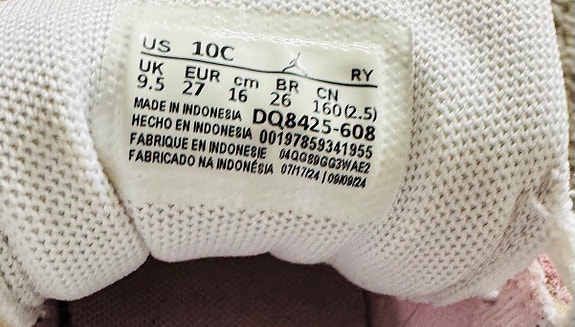 US 10C RY
UK EUR cm BR CN
9.5 27 16 26 160(2.5)
MADE IN INDONESIA DQ8425-608
HECHO EN INDONESIA 00197859341955
FABRIQUE EN INDONESIE 04QG89GG3WAE2
FABRICADO NA INDONÉSIA 07/17/24 | 09/09/24